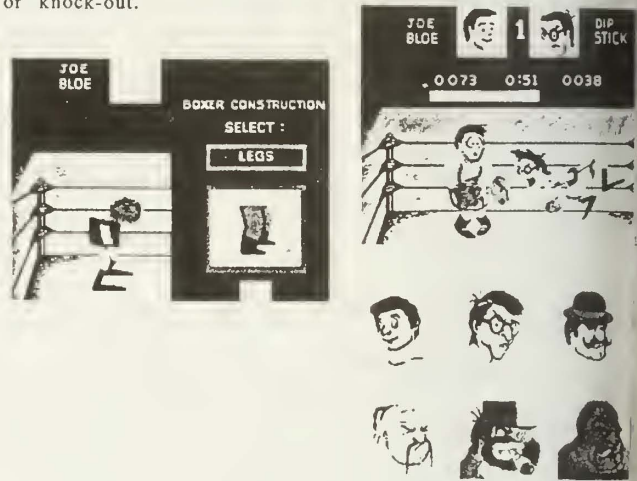 or knock-out.
JOE
BLOE
BOXER CONSTRUCTION
SELECT :
LEGS
JOE
BLOE
1
DIP
STICK
0073 0:51 0038